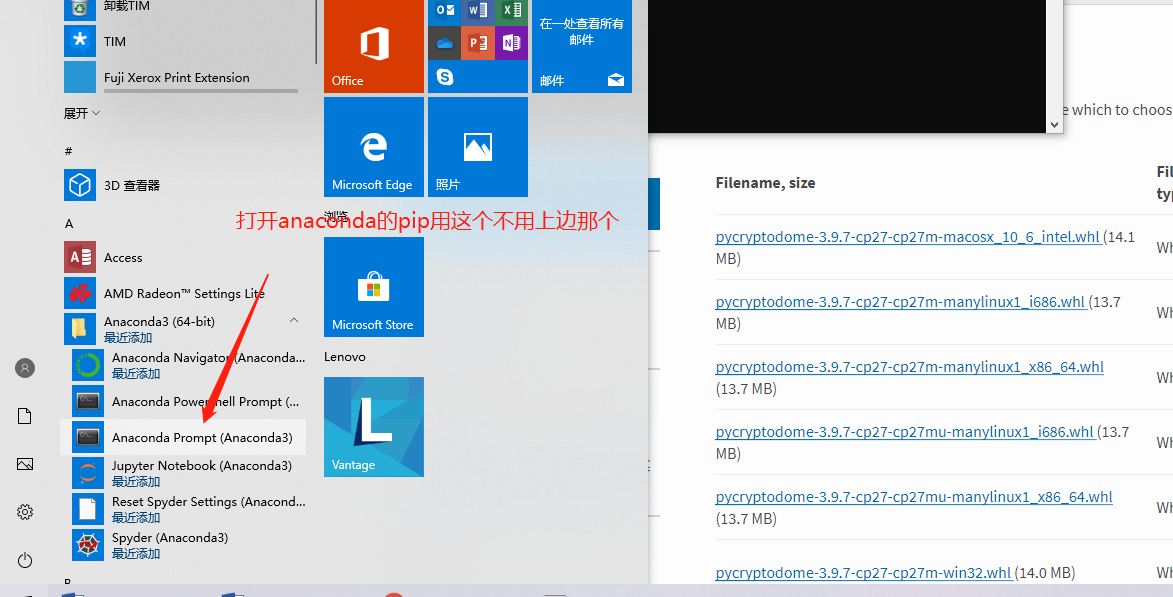 卸载TIM
TIM
Fuji Xerox Print Extension
展开
#
3D 查看器
A
Access
AMD Radeon™ Settings Lite
Anaconda3 (64-bit)
最近添加
Anaconda Navigator (Anaconda...
最近添加
Anaconda Powershell Prompt (...
Anaconda Prompt (Anaconda3)
Jupyter Notebook (Anaconda3)
最近添加
Reset Spyder Settings (Anacond...
最近添加
Spyder (Anaconda3)
最近添加
Office
在一处查看所有
邮件
邮件
Microsoft Edge
照片
浏览
打开anaconda的pip用这个不用上边那个
Microsoft Store
Lenovo
L
Vantage
e which to choos
Filename, size
Fil
typ
pycryptodome-3.9.7-cp27-cp27m-macosx_10_6_intel.whl (14.1
MB)
Wh
pycryptodome-3.9.7-cp27-cp27m-manylinux1_i686.whl (13.7
MB)
Wh
pycryptodome-3.9.7-cp27-cp27m-manylinux1_x86_64.whl
(13.7 MB)
Wh
pycryptodome-3.9.7-cp27-cp27mu-manylinux1_i686.whl (13.7
MB)
Wh
pycryptodome-3.9.7-cp27-cp27mu-manylinux1_x86_64.whl
(13.7 MB)
Wh
pycryptodome-3.9.7-cp27-cp27m-win32.whl (14.0 MB)
Wh